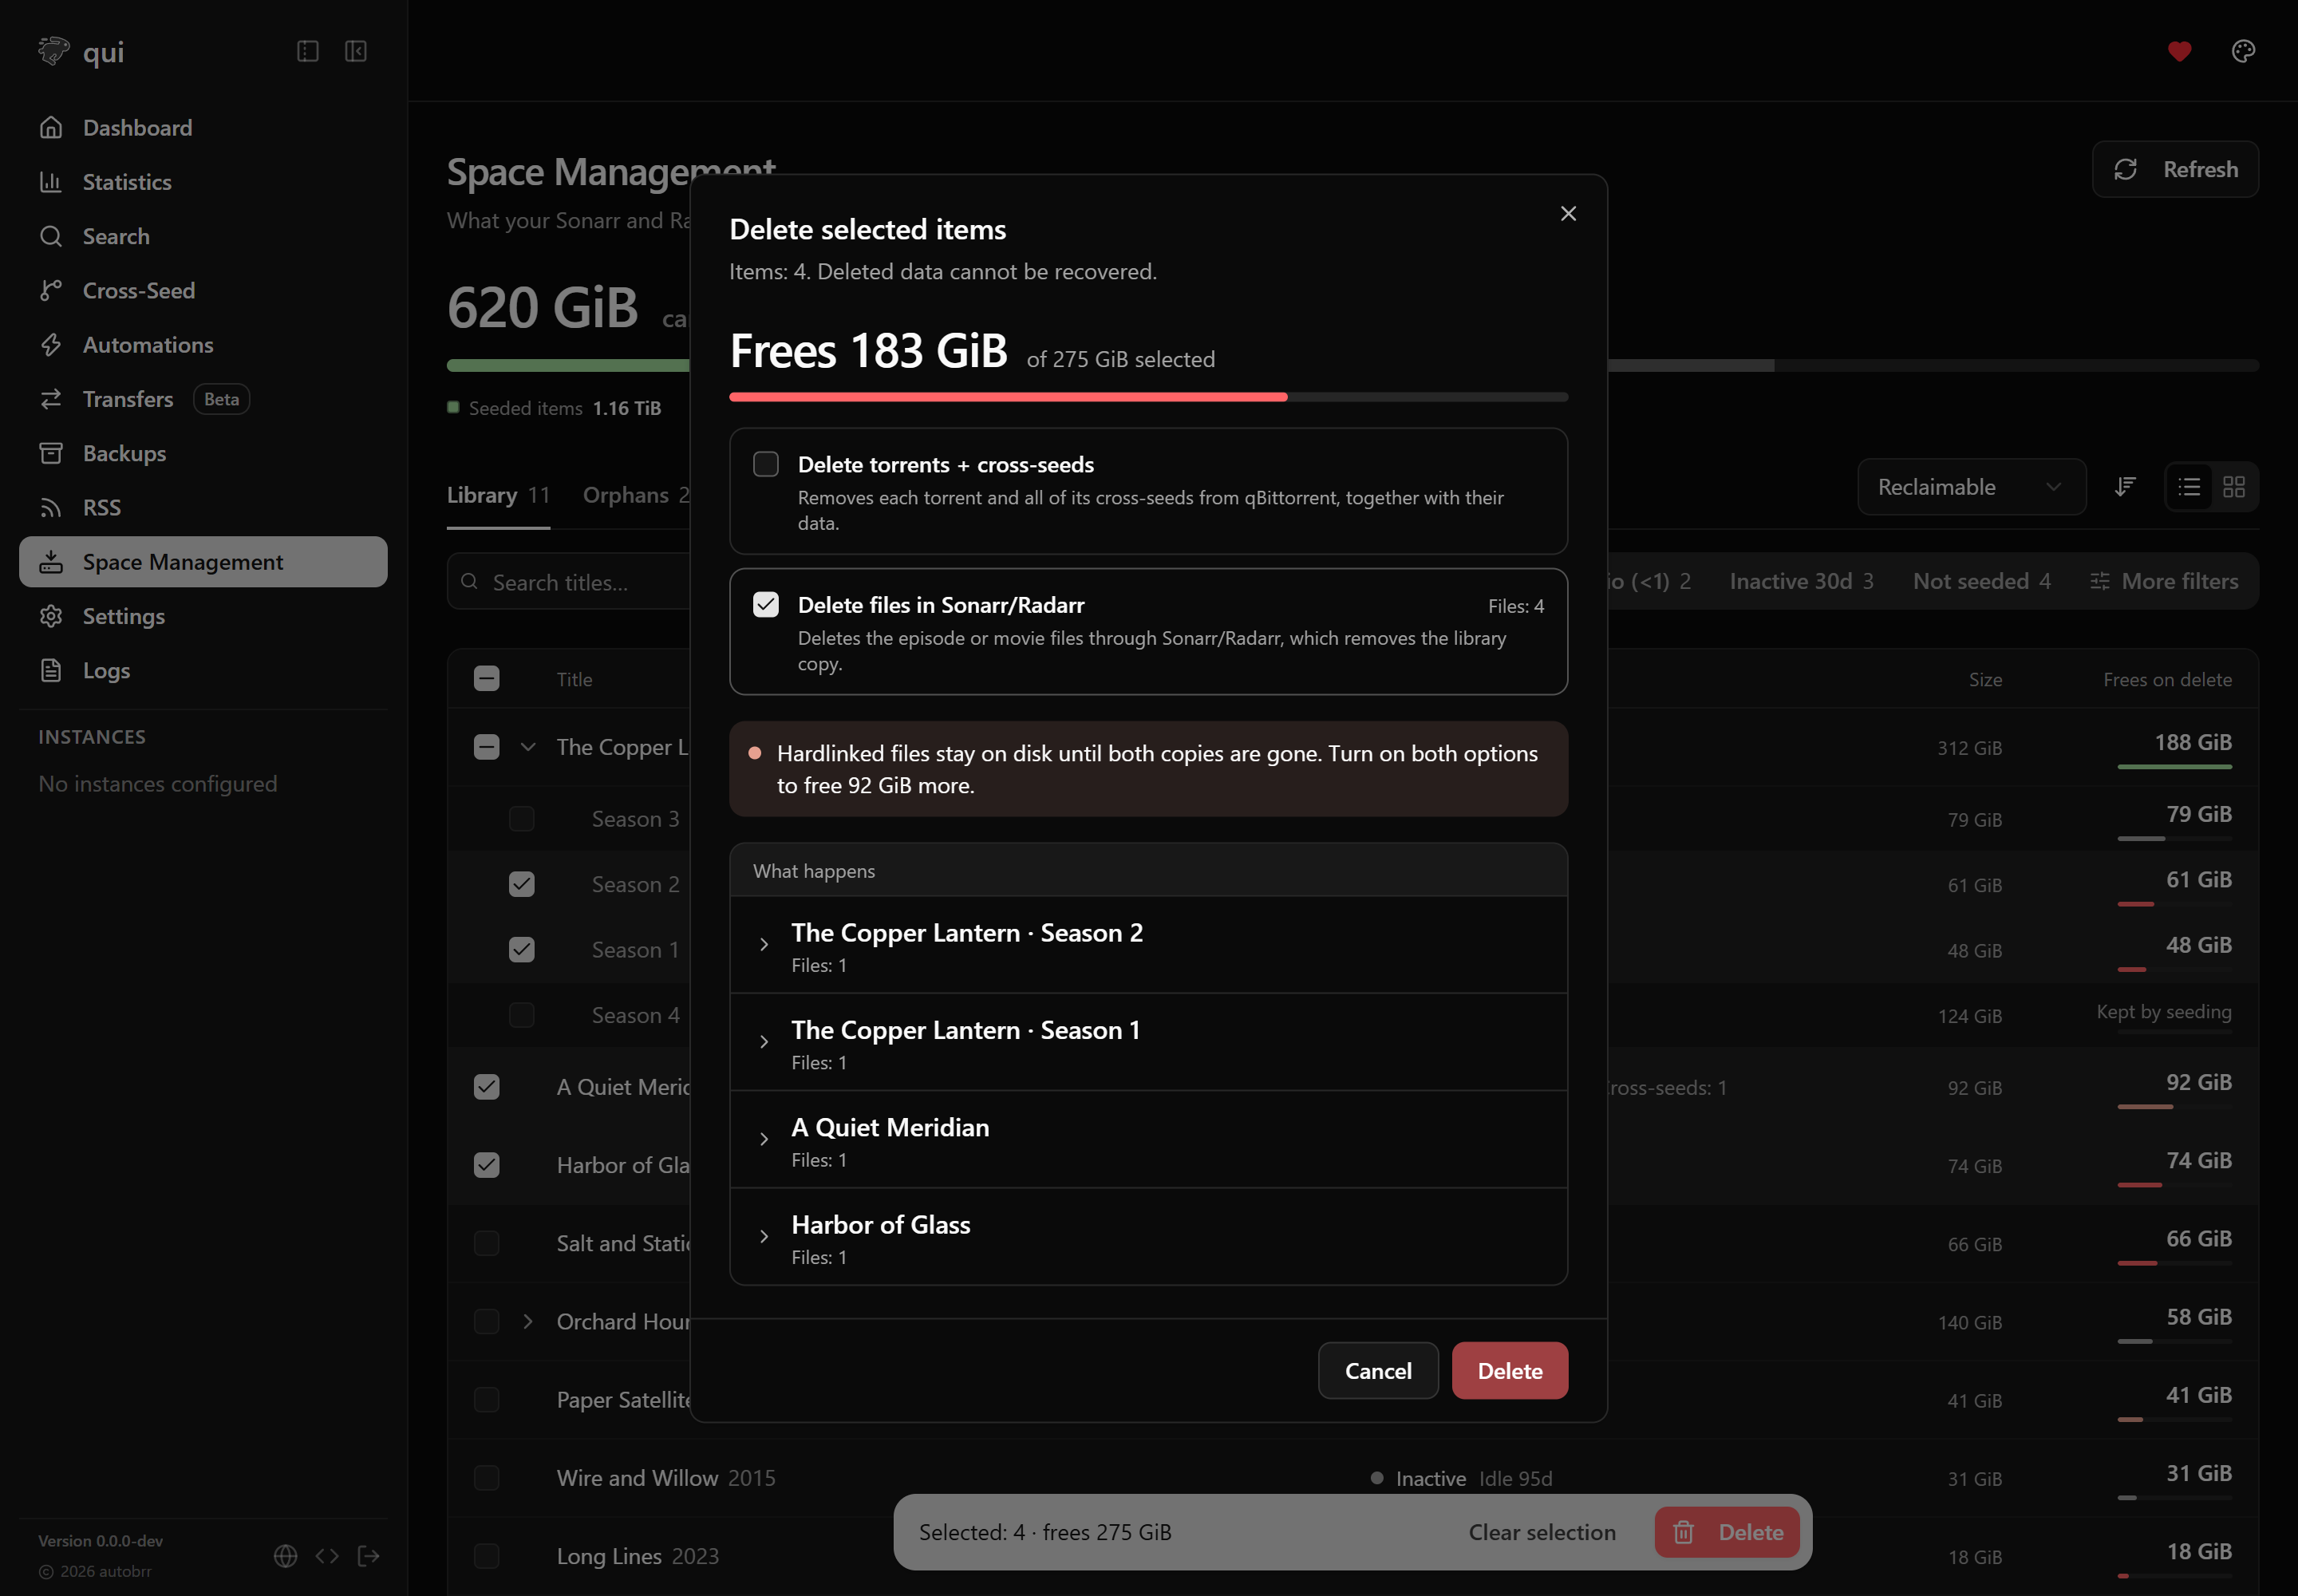 qui
Dashboard
Statistics
Search
Cross-Seed
Automations
Transfers Beta
Backups
RSS
Space Management
Settings
Logs
INSTANCES
No instances configured
Version 0.0.0-dev
© 2026 autobrr
Space Management
What your Sonarr and
Refresh
620 GiB
Seeded items 1.16 TiB
Library 11 Orphans 2
Reclaimable
Search titles...
(<1) 2 Inactive 30d 3 Not seeded 4 More filters
Title Size Frees on delete
The Copper 312 GiB 188 GiB
Season 3 79 GiB 79 GiB
Season 2 61 GiB 61 GiB
Season 1 48 GiB 48 GiB
Season 4 124 GiB Kept by seeding
A Quiet Cross-seeds: 1 92 GiB 92 GiB
Harbor of 74 GiB 74 GiB
Salt and 66 GiB 66 GiB
Orchard 140 GiB 58 GiB
Paper 41 GiB 41 GiB
Wire and Willow 2015 Inactive Idle 95d 31 GiB 31 GiB
Long Lines 2023 18 GiB 18 GiB
Delete selected items
Items: 4. Deleted data cannot be recovered.
Frees 183 GiB of 275 GiB selected
Delete torrents + cross-seeds
Removes each torrent and all of its cross-seeds from qBittorrent, together with their
data.
Delete files in Sonarr/Radarr Files: 4
Deletes the episode or movie files through Sonarr/Radarr, which removes the library
copy.
Hardlinked files stay on disk until both copies are gone. Turn on both options
to free 92 GiB more.
What happens
The Copper Lantern · Season 2
Files: 1
The Copper Lantern · Season 1
Files: 1
A Quiet Meridian
Files: 1
Harbor of Glass
Files: 1
Cancel Delete
Selected: 4 · frees 275 GiB Clear selection Delete